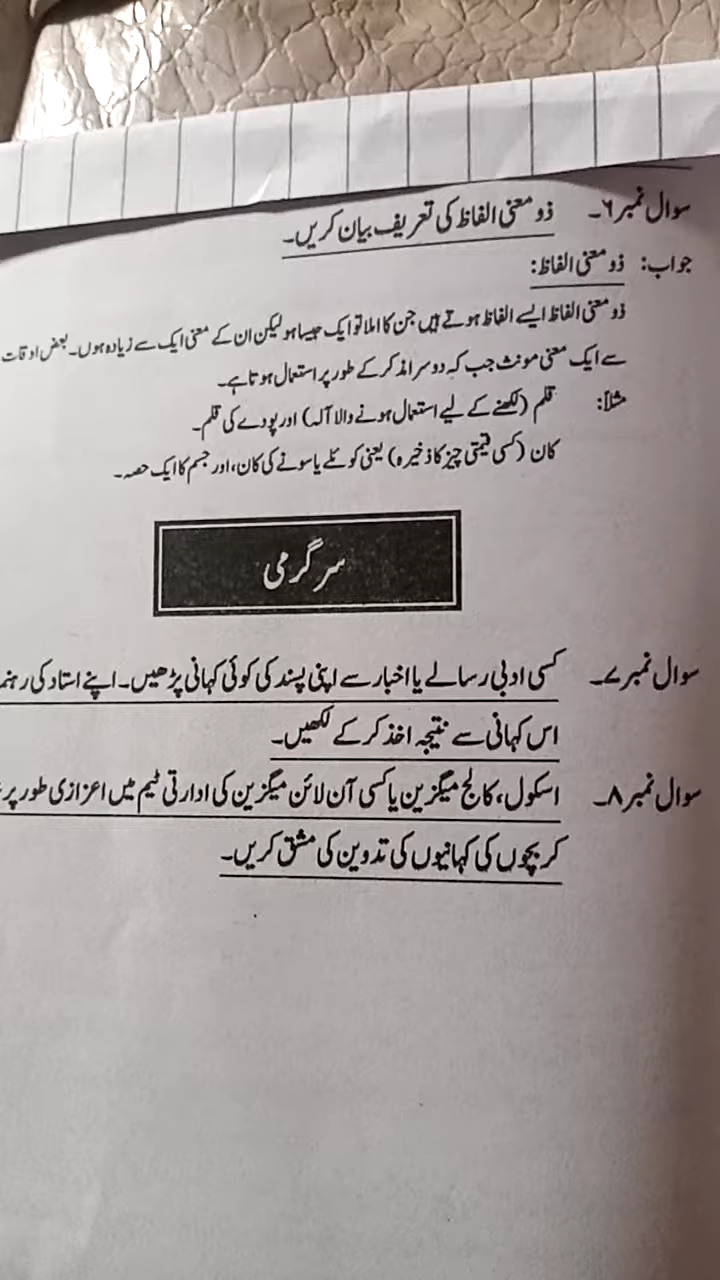 سوال نمبر ۶۔ ذو معنی الفاظ کی تعریف بیان کریں۔
جواب: ذو معنی الفاظ:
ذو معنی الفاظ ایسے الفاظ ہوتے ہیں جن کا املا تو ایک جیسا ہو لیکن ان کے معنی ایک سے زیادہ ہوں۔ بعض اوقات
سے ایک معنی مونث جب کہ دوسرا مذکر کے طور پر استعمال ہوتا ہے۔
مثلاً: قلم (لکھنے کے لیے استعمال ہونے والا آلہ) اور پودے کی قلم۔
کان (کسی قیمتی چیز کا ذخیرہ) یعنی کوئلے یا سونے کی کان، اور جسم کا ایک حصہ۔
سرگرمی
سوال نمبر ۷۔ کسی ادبی رسالے یا اخبار سے اپنی پسند کی کوئی کہانی پڑھیں۔ اپنے استاد کی
اس کہانی سے نتیجہ اخذ کر کے لکھیں۔
سوال نمبر ۸۔ اسکول، کالج میگزین یا کسی آن لائن میگزین کی ادارتی ٹیم میں اعزازی طور پر
کر بچوں کی کہانیوں کی تدوین کی مشق کریں۔